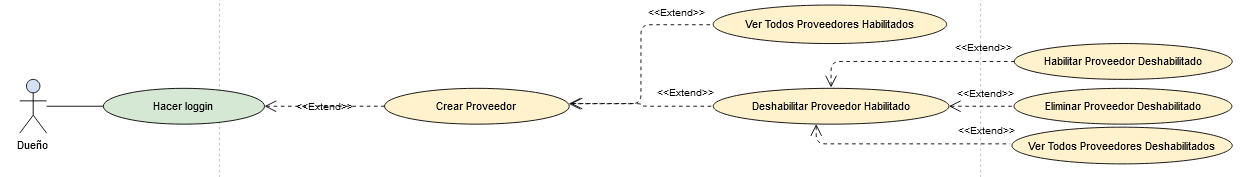 <<Extend>>
Ver Todos Proveedores Habilitados
<<Extend>>
Habilitar Proveedor Deshabilitado
Hacer loggin
<<Extend>>
Crear Proveedor
<<Extend>>
Deshabilitar Proveedor Habilitado
<<Extend>>
Eliminar Proveedor Deshabilitado
<<Extend>>
Ver Todos Proveedores Deshabilitados
Dueño